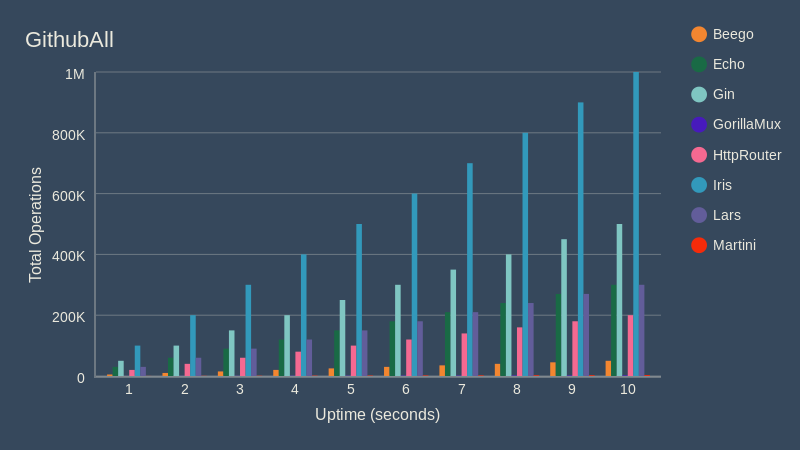 GithubAll
Beego
Echo
Gin
GorillaMux
HttpRouter
Iris
Lars
Martini
Total Operations
1M
800K
600K
400K
200K
0
1 2 3 4 5 6 7 8 9 10
Uptime (seconds)